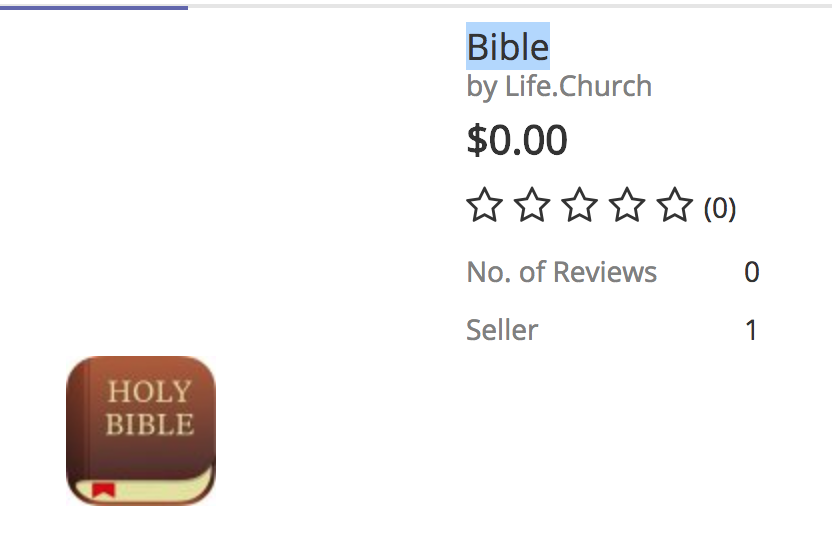 Bible
by Life.Church
$0.00
(0)
No. of Reviews 0
Seller 1
HOLY
BIBLE